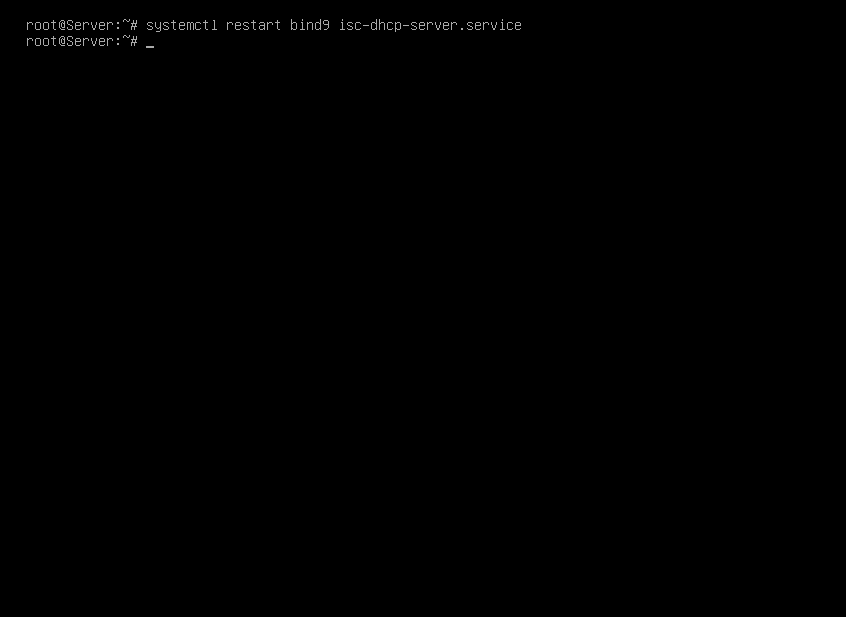 root@Server:~# systemctl restart bind9 isc-dhcp-server.service
root@Server:~# _